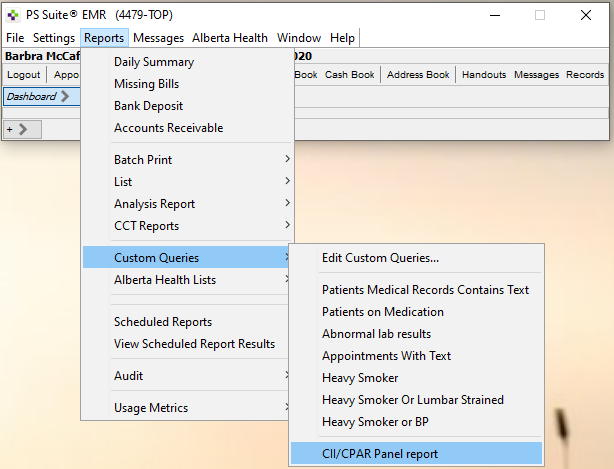 PS Suite® EMR (4479-TOP)
File Settings Reports Messages Alberta Health Window Help
Barbra McCaf 2020
Logout Appo Book Cash Book Address Book Handouts Messages Records
Dashboard
+
Daily Summary
Missing Bills
Bank Deposit
Accounts Receivable
Batch Print
List
Analysis Report
CCT Reports
Custom Queries
Alberta Health Lists
Scheduled Reports
View Scheduled Report Results
Audit
Usage Metrics
Edit Custom Queries...
Patients Medical Records Contains Text
Patients on Medication
Abnormal lab results
Appointments With Text
Heavy Smoker
Heavy Smoker Or Lumbar Strained
Heavy Smoker or BP
CII/CPAR Panel report